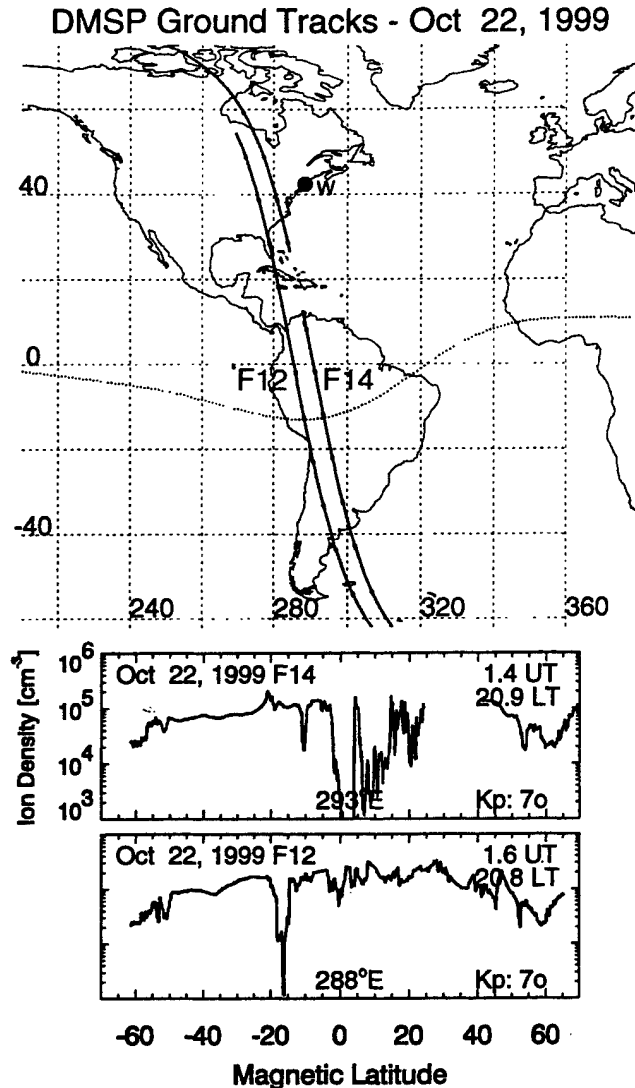 DMSP Ground Tracks - Oct 22, 1999
40
W
0
F12 F14
-40
240 280 320 360
Ion Density [cm⁻³]
10⁶
10⁵
10⁴
10³
Oct 22, 1999 F14
1.4 UT
20.9 LT
293°E
Kp: 7o
Oct 22, 1999 F12
1.6 UT
20.8 LT
288°E
Kp: 7o
-60 -40 -20 0 20 40 60
Magnetic Latitude